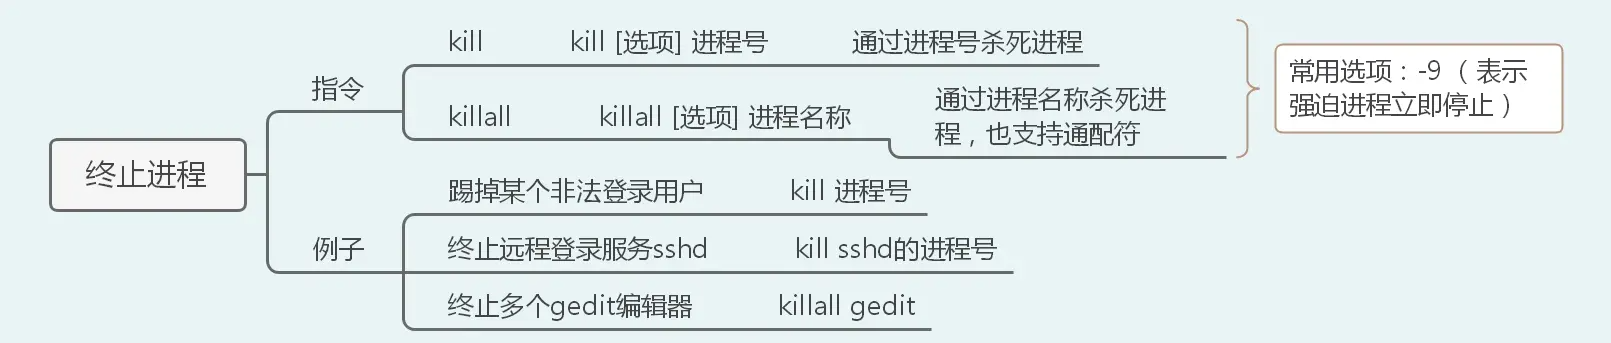 终止进程
指令
kill kill [选项] 进程号 通过进程号杀死进程
killall killall [选项] 进程名称 通过进程名称杀死进
程，也支持通配符
常用选项：-9（表示
强迫进程立即停止）
例子
踢掉某个非法登录用户 kill 进程号
终止远程登录服务sshd kill sshd的进程号
终止多个gedit编辑器 killall gedit